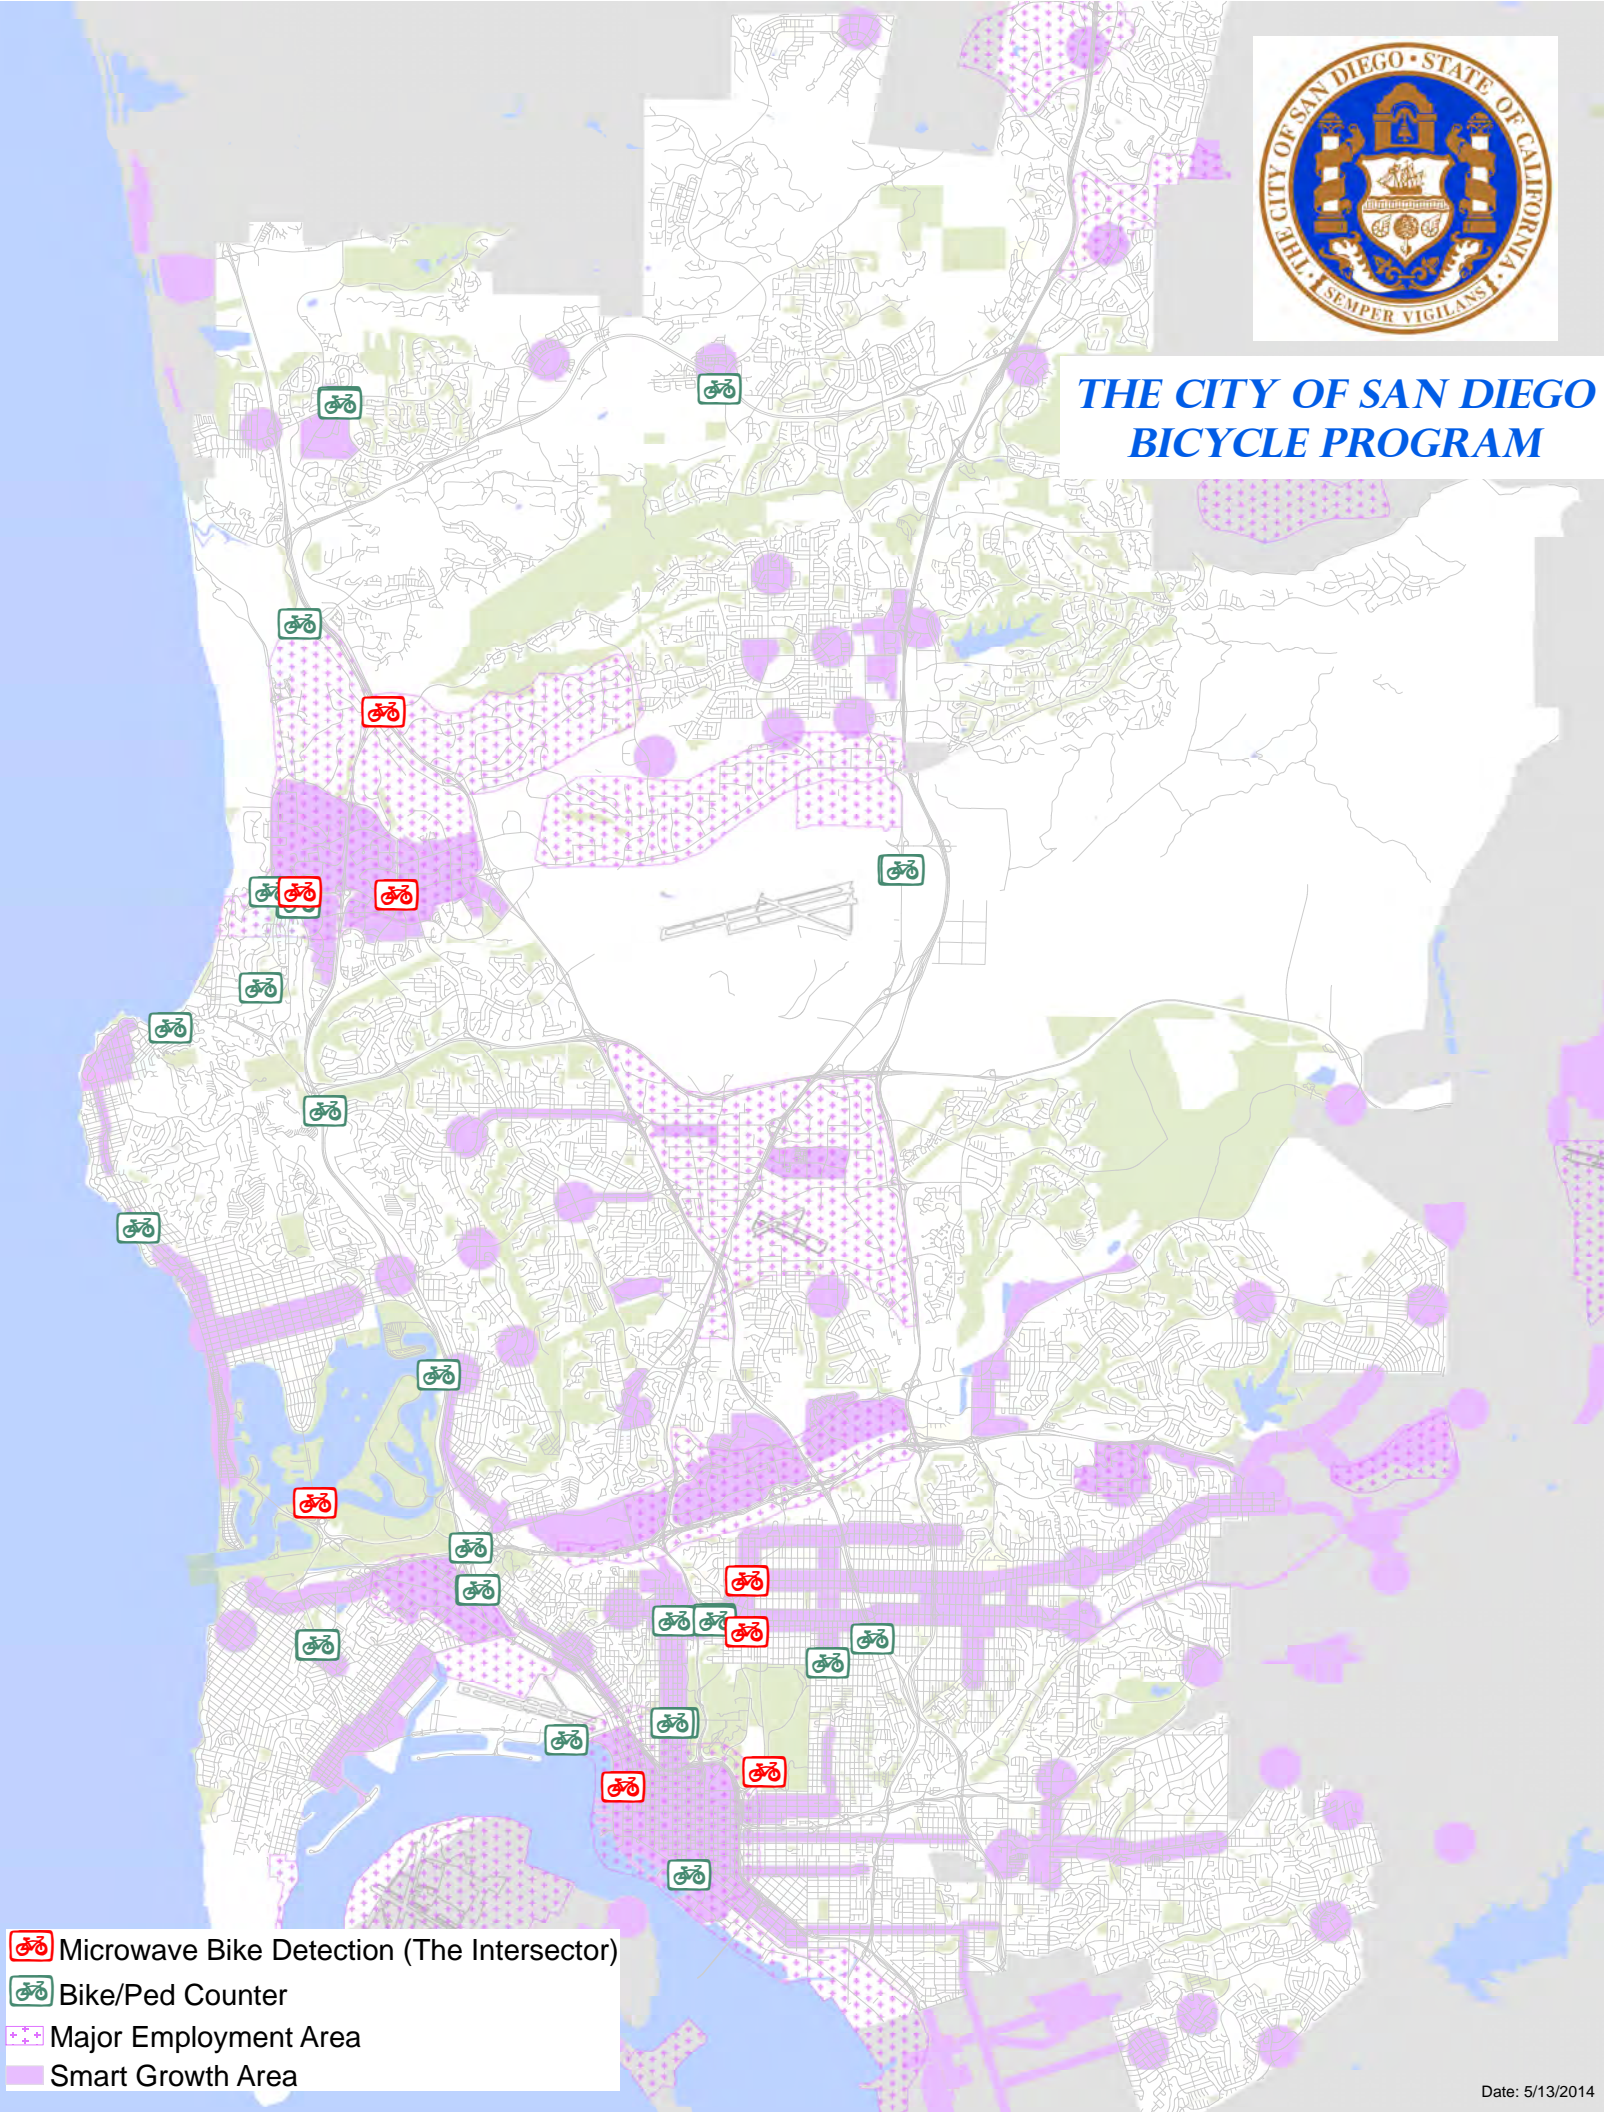 THE CITY OF SAN DIEGO • STATE OF CALIFORNIA
SEMPER VIGILANS
THE CITY OF SAN DIEGO
BICYCLE PROGRAM
Microwave Bike Detection (The Intersector)
Bike/Ped Counter
Major Employment Area
Smart Growth Area
Date: 5/13/2014